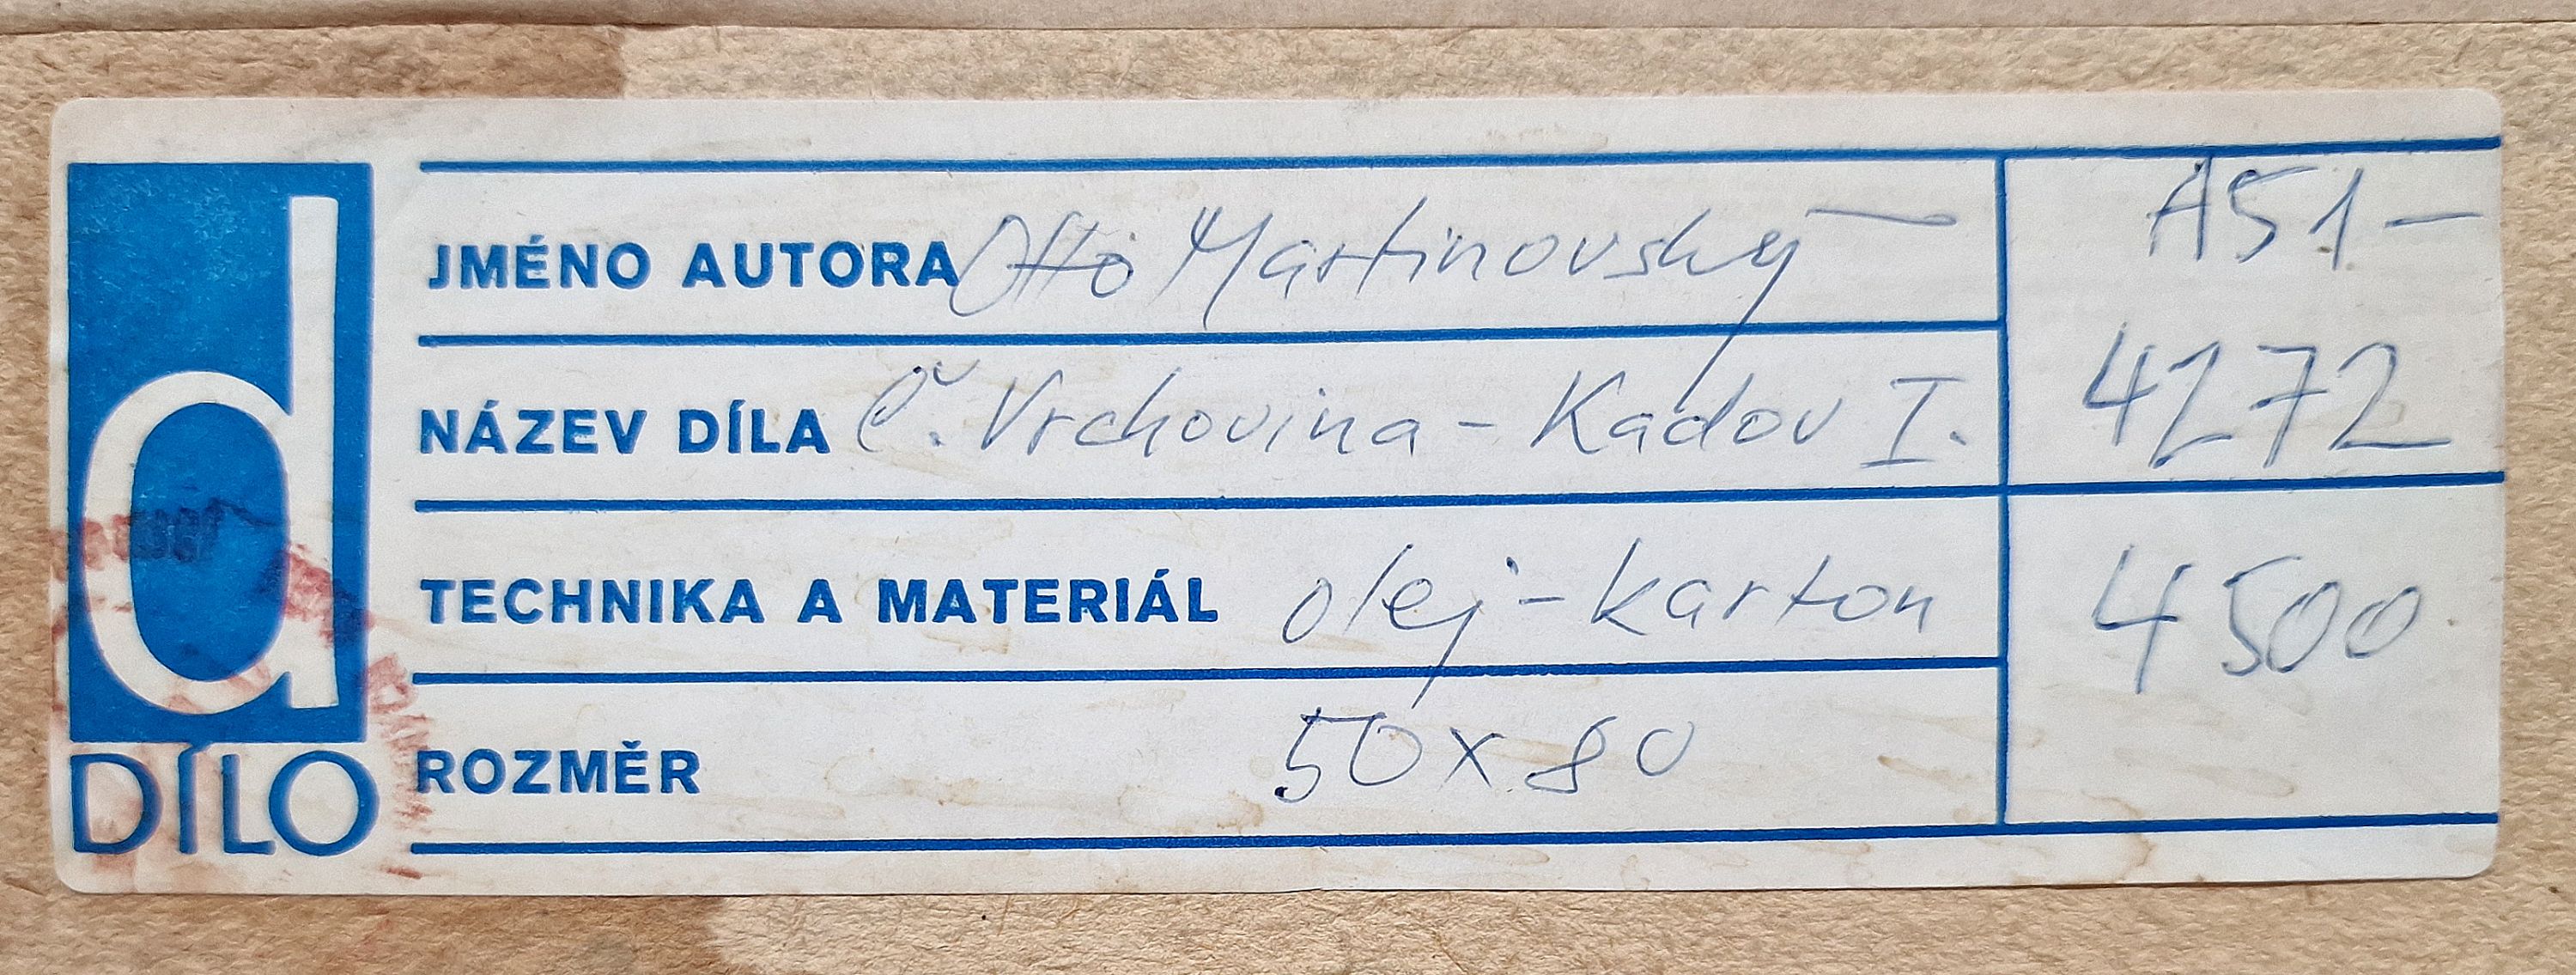 d
DÍLO
JMÉNO AUTORA Otto Martinovský
NÁZEV DÍLA Č. Vrchovina - Kadov I.
TECHNIKA A MATERIÁL olej - karton
ROZMĚR 50 x 80
A51-
4272
4500